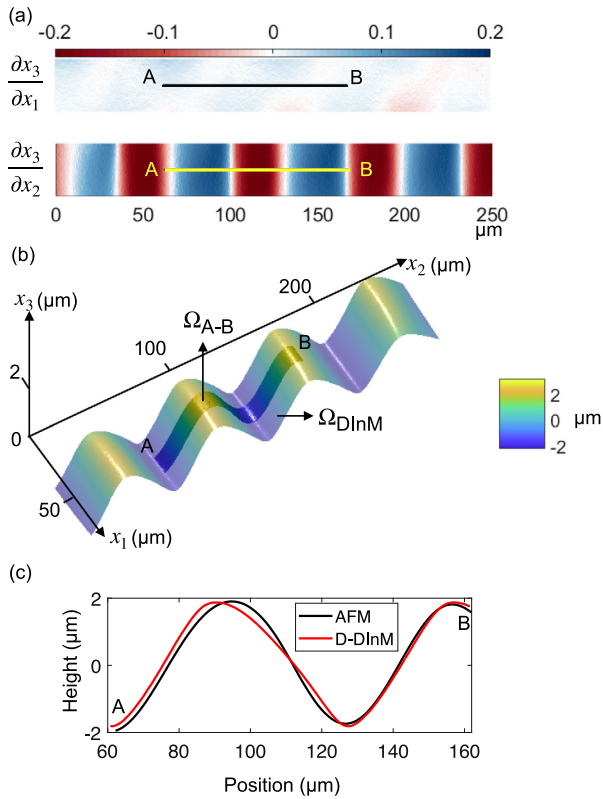 (a)
-0.2 -0.1 0 0.1 0.2
∂x3/∂x1
A B
∂x3/∂x2
A B
0 50 100 150 200 250
μm
(b)
x3 (μm)
x2 (μm)
200
ΩA-B
100
B
2
ΩDInM
0
A
50
x1 (μm)
2
0
-2
μm
(c)
2
AFM
D-DInM
B
Height (μm)
0
A
-2
60 80 100 120 140 160
Position (μm)